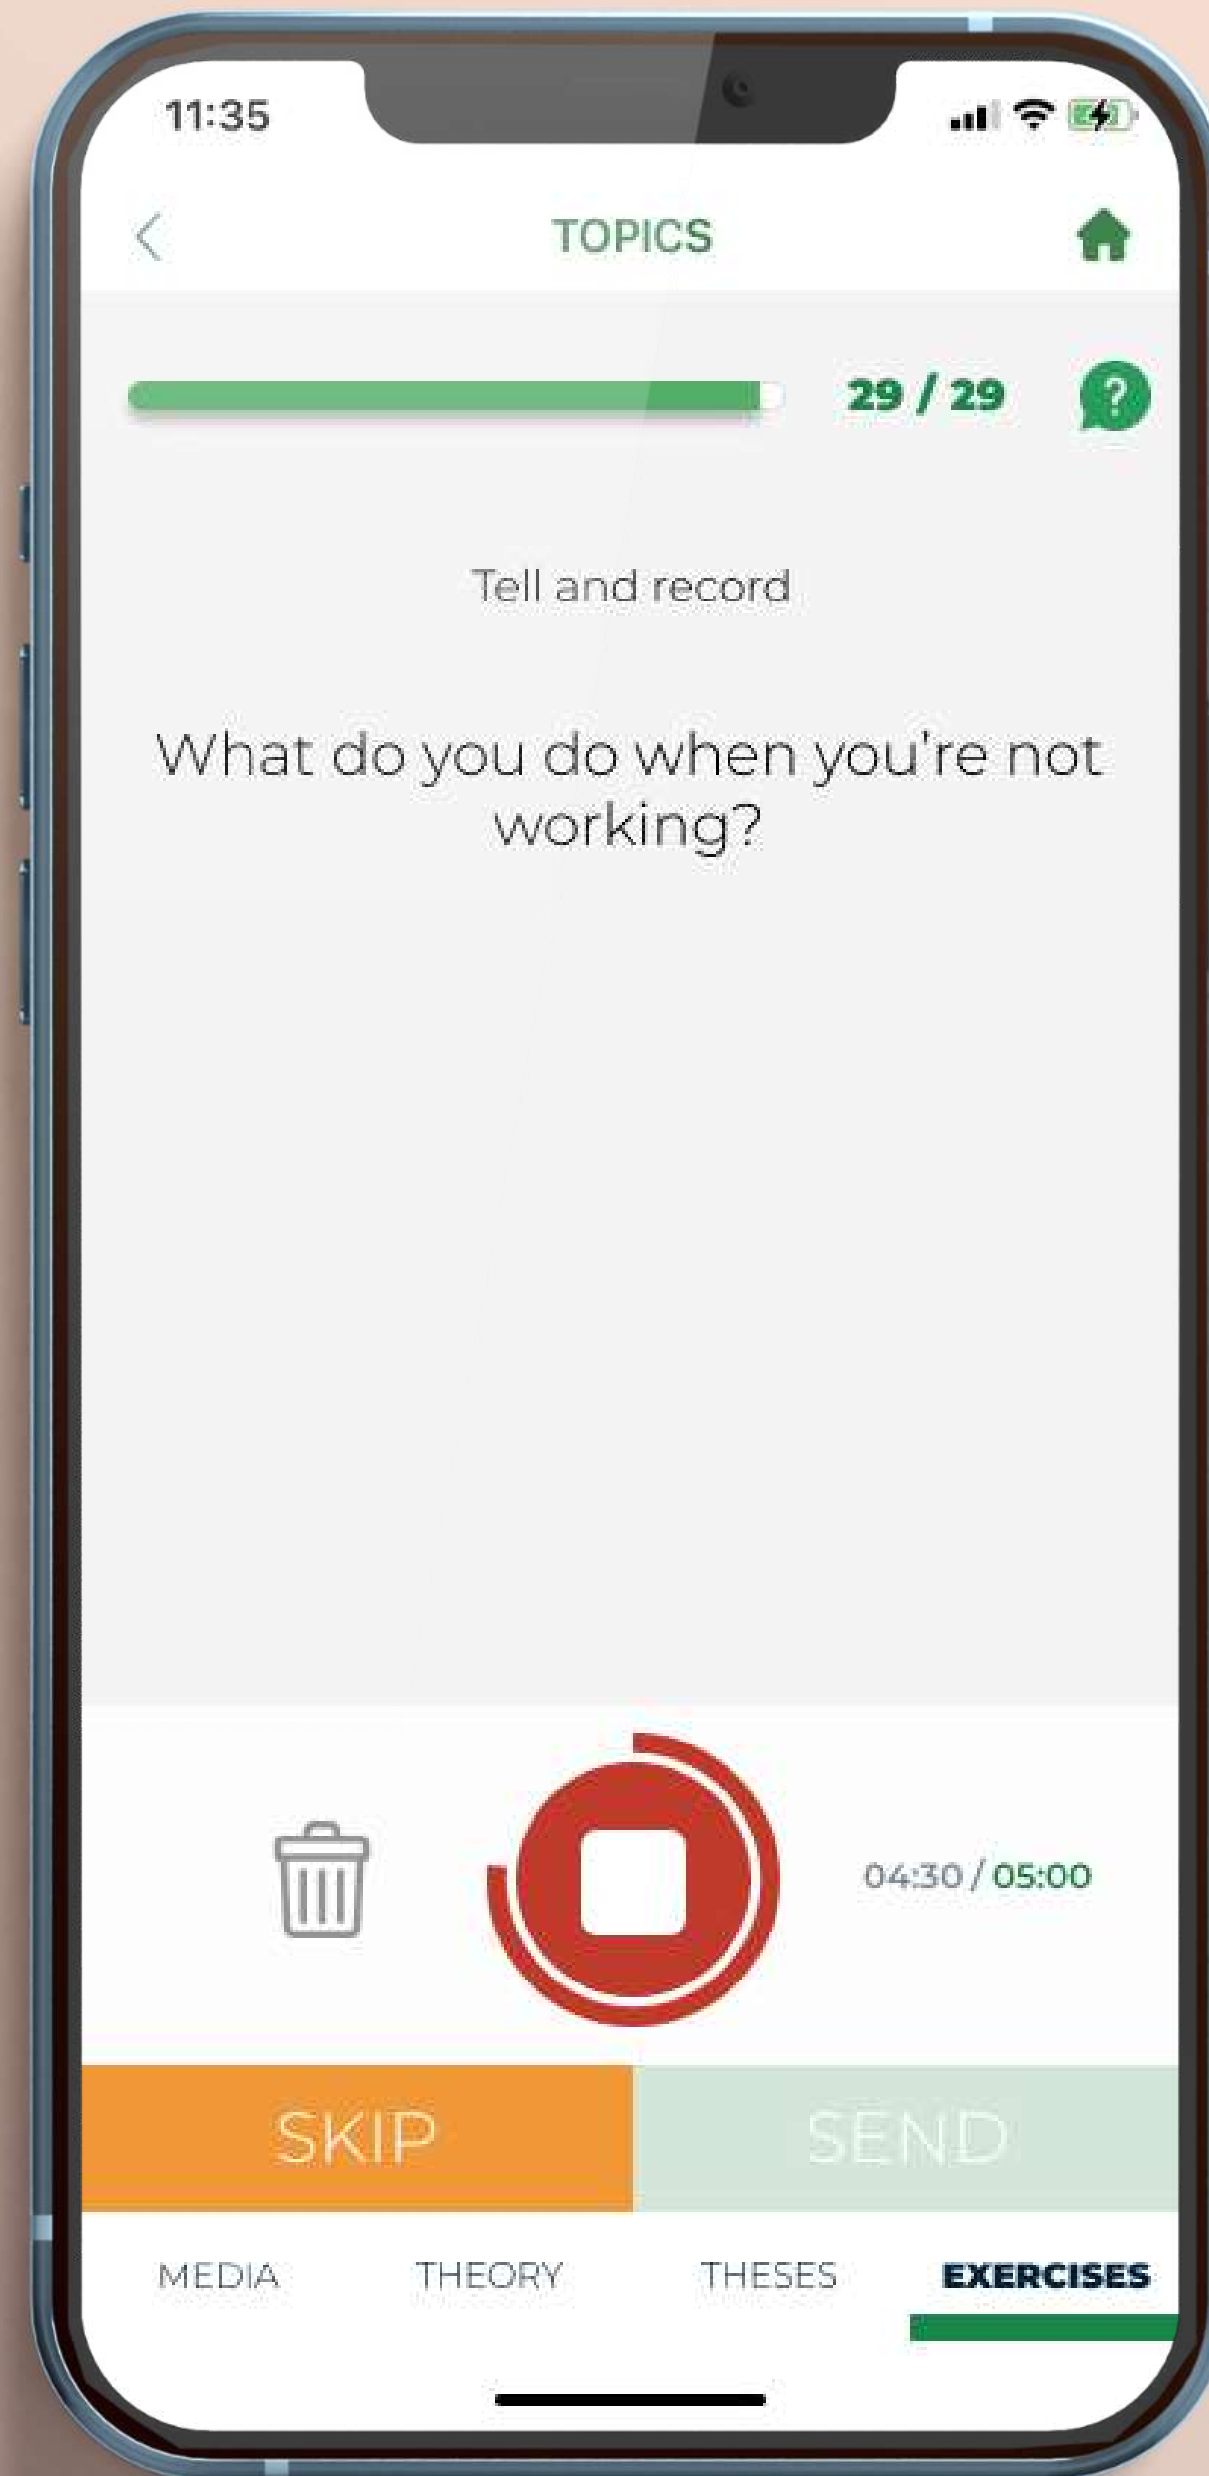 11:35
TOPICS
29 / 29
?
Tell and record
What do you do when you're not
working?
04:30 / 05:00
SKIP
SEND
MEDIA THEORY THESES EXERCISES